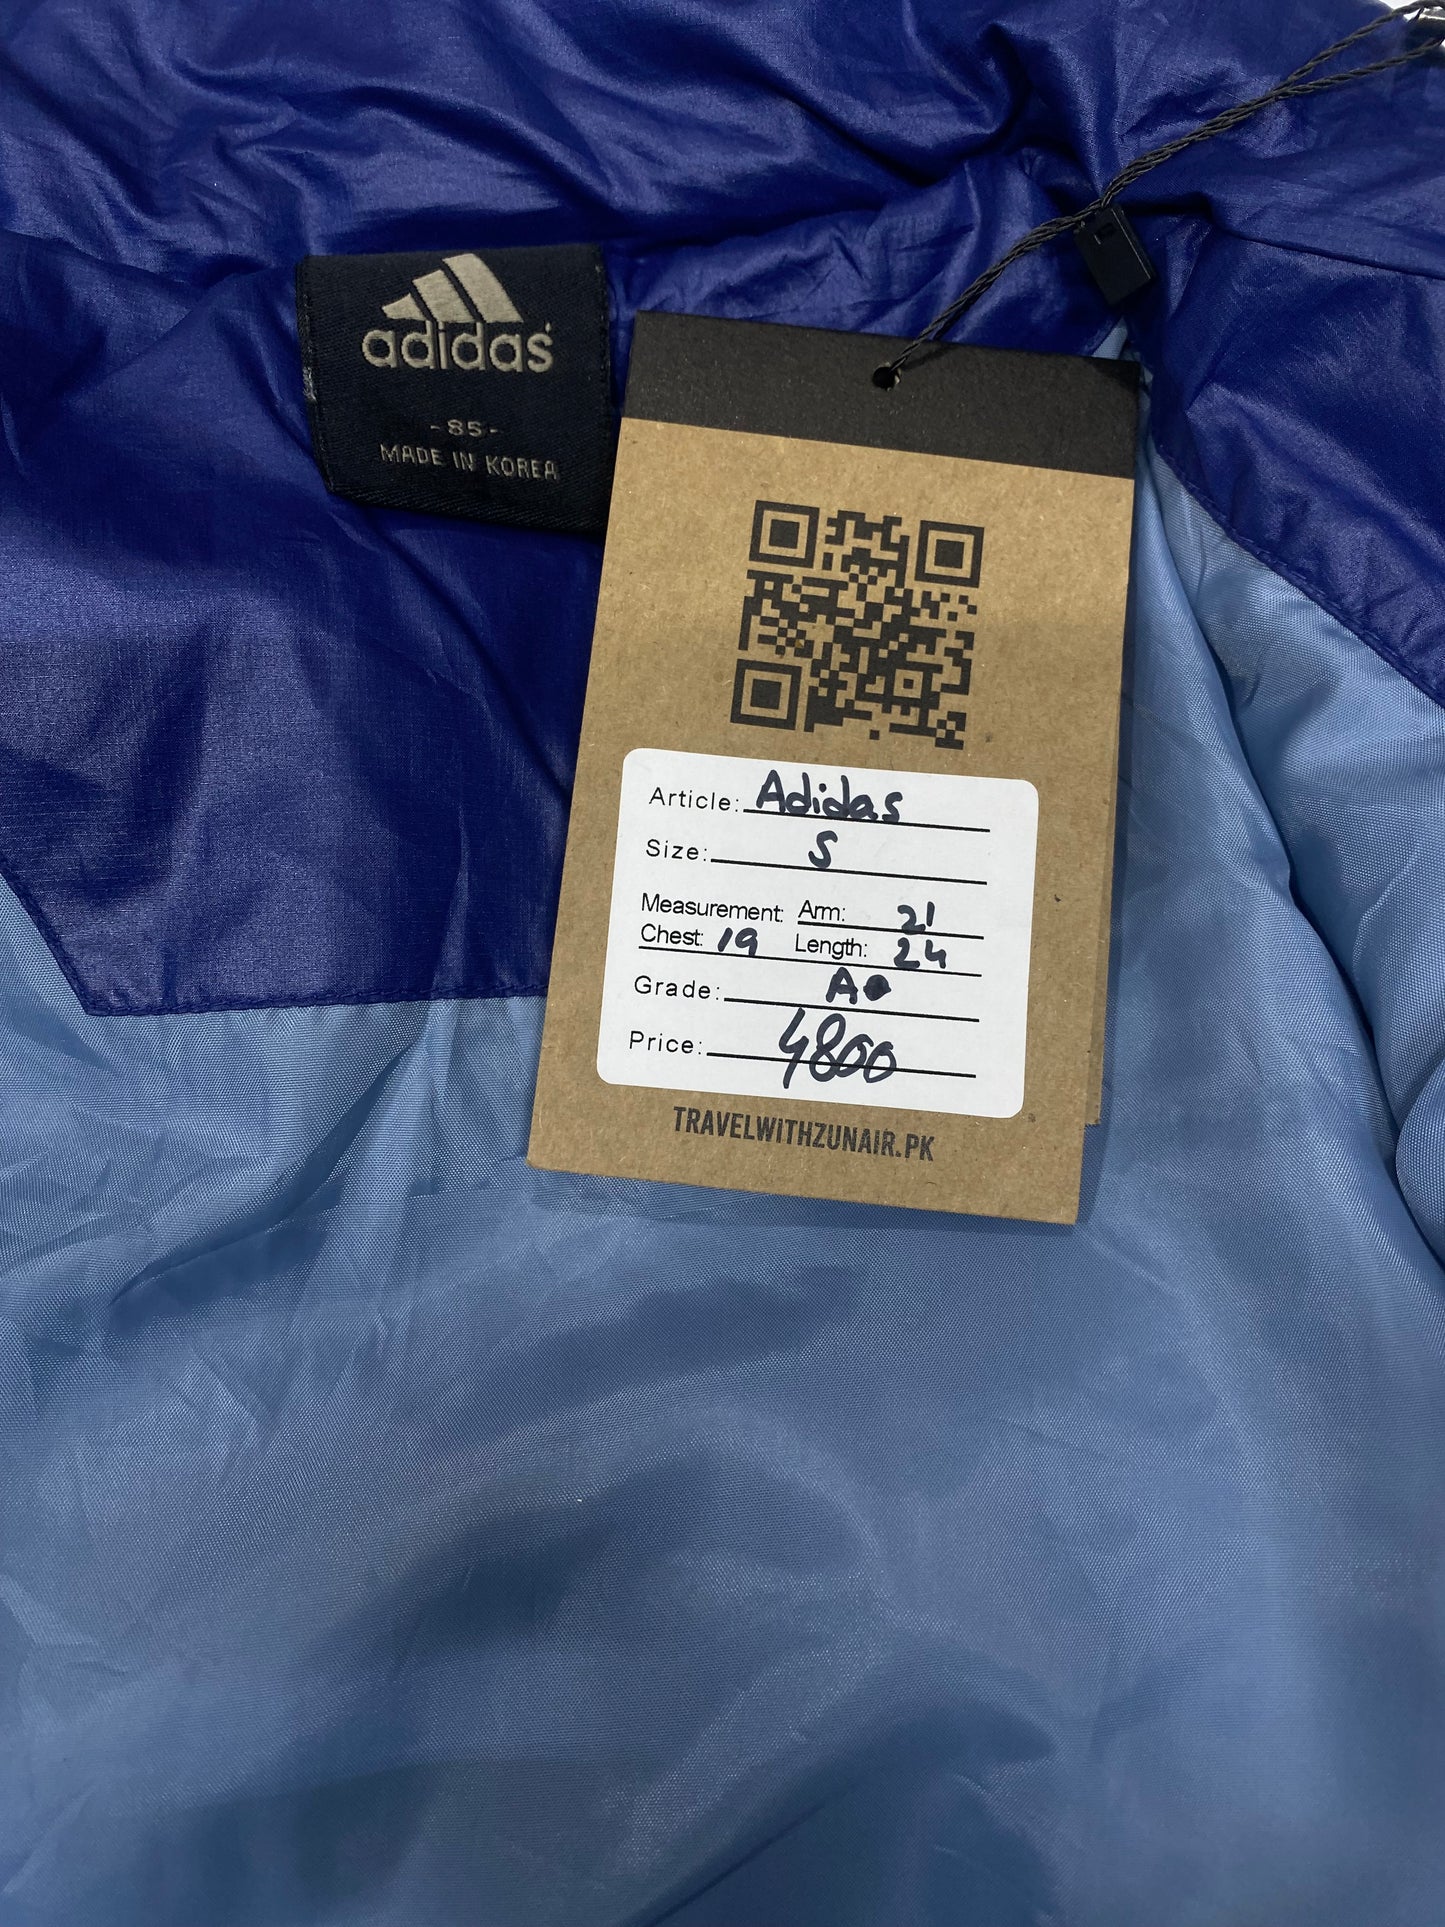 adidas
-85-
MADE IN KOREA
Article: Adidas
Size: S
Measurement: Arm: 21
Chest: 19 Length: 24
Grade: A
Price: 4800
TRAVELWITHZUNAIR.PK